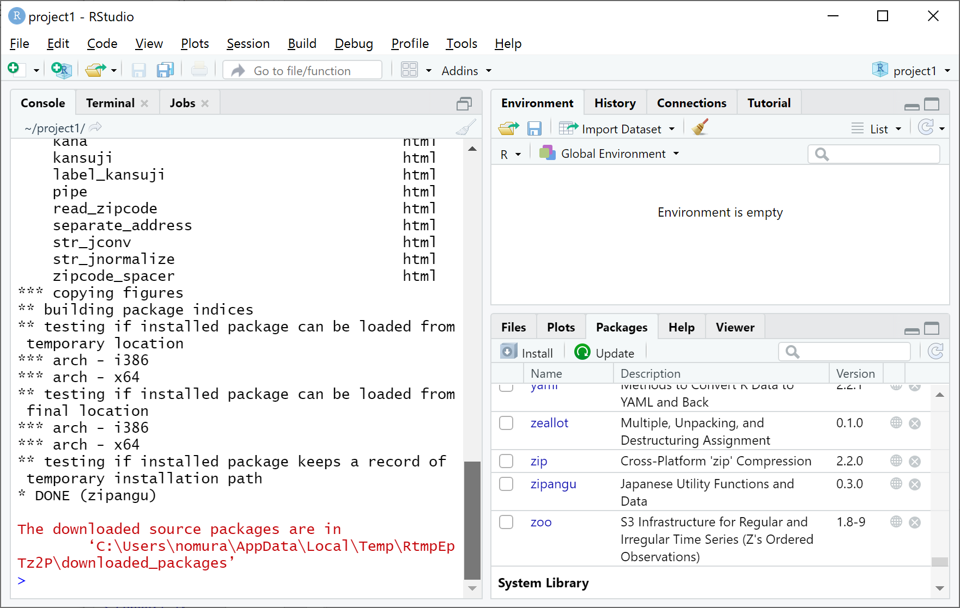 project1 - RStudio
File Edit Code View Plots Session Build Debug Profile Tools Help
Go to file/function Addins project1
Console Terminal Jobs
~/project1/
kana html
kansuji html
label_kansuji html
pipe html
read_zipcode html
separate_address html
str_jconv html
str_jnormalize html
zipcode_spacer html
*** copying figures
** building package indices
** testing if installed package can be loaded from
temporary location
*** arch - i386
*** arch - x64
** testing if installed package can be loaded from
final location
*** arch - i386
*** arch - x64
** testing if installed package keeps a record of
temporary installation path
* DONE (zipangu)
The downloaded source packages are in
‘C:\Users\nomura\AppData\Local\Temp\RtmpEp
Tz2P\downloaded_packages’
>
Environment History Connections Tutorial
Import Dataset List
R Global Environment
Environment is empty
Files Plots Packages Help Viewer
Install Update
Name Description Version
yaml Methods to Convert R Data to 2.2.1
YAML and Back
zeallot Multiple, Unpacking, and 0.1.0
Destructuring Assignment
zip Cross-Platform 'zip' Compression 2.2.0
zipangu Japanese Utility Functions and 0.3.0
Data
zoo S3 Infrastructure for Regular and 1.8-9
Irregular Time Series (Z's Ordered
Observations)
System Library